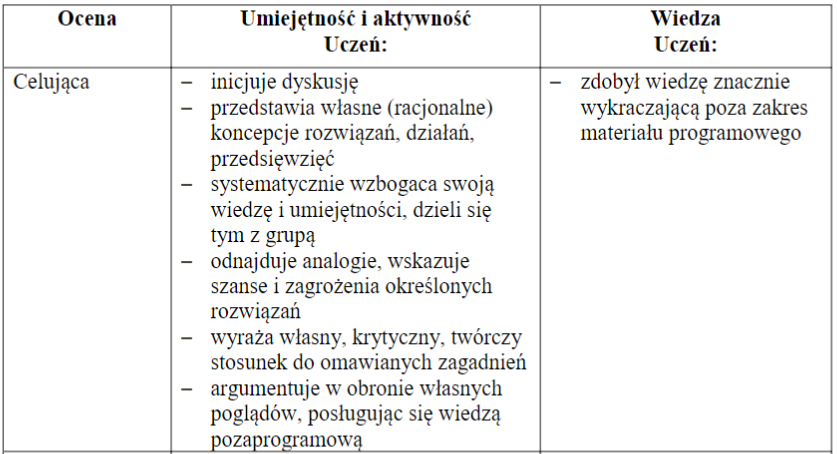 Ocena
Umiejętność i aktywność
Uczeń:
Wiedza
Uczeń:
Celująca
– inicjuje dyskusję
– przedstawia własne (racjonalne)
koncepcje rozwiązań, działań,
przedsięwzięć
– systematycznie wzbogaca swoją
wiedzę i umiejętności, dzieli się
tym z grupą
– odnajduje analogie, wskazuje
szanse i zagrożenia określonych
rozwiązań
– wyraża własny, krytyczny, twórczy
stosunek do omawianych zagadnień
– argumentuje w obronie własnych
poglądów, posługując się wiedzą
pozaprogramową
– zdobył wiedzę znacznie
wykraczającą poza zakres
materiału programowego